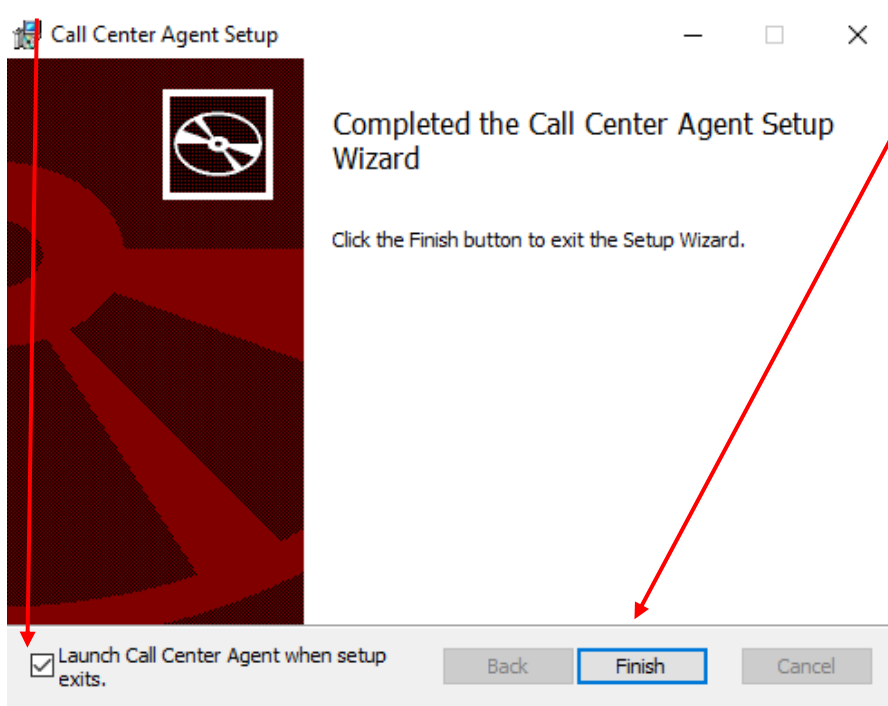 Call Center Agent Setup
Completed the Call Center Agent Setup
Wizard
Click the Finish button to exit the Setup Wizard.
Launch Call Center Agent when setup
exits.
Back
Finish
Cancel